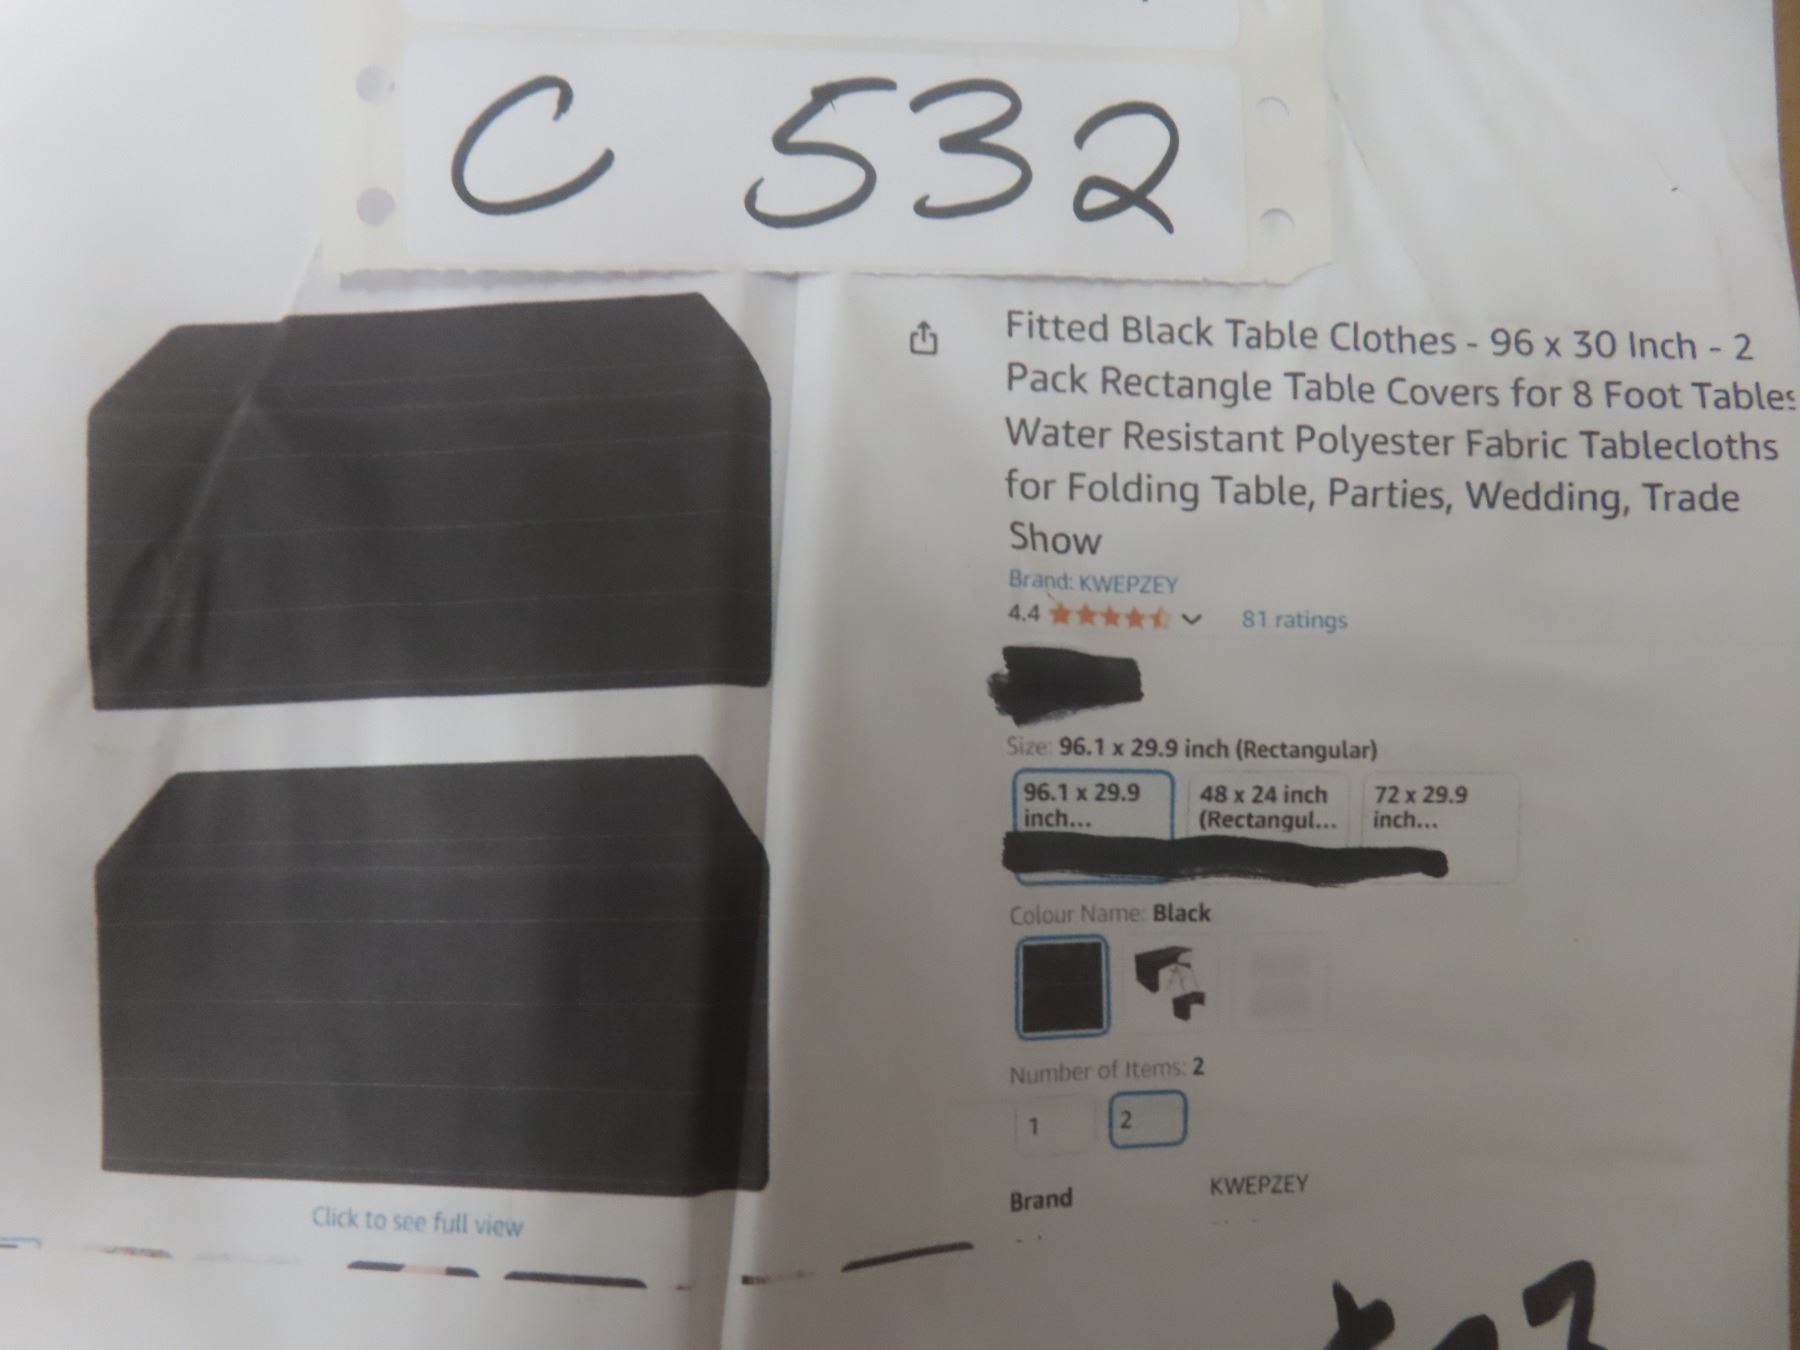 C 532
Fitted Black Table Clothes - 96 x 30 Inch - 2
Pack Rectangle Table Covers for 8 Foot Tables
Water Resistant Polyester Fabric Tablecloths
for Folding Table, Parties, Wedding, Trade
Show
Brand: KWEPZEY
4.4 81 ratings
Size: 96.1 x 29.9 inch (Rectangular)
96.1 x 29.9 48 x 24 inch 72 x 29.9
inch... (Rectangul... inch...
Colour Name: Black
Number of Items: 2
1 2
Brand KWEPZEY
Click to see full view